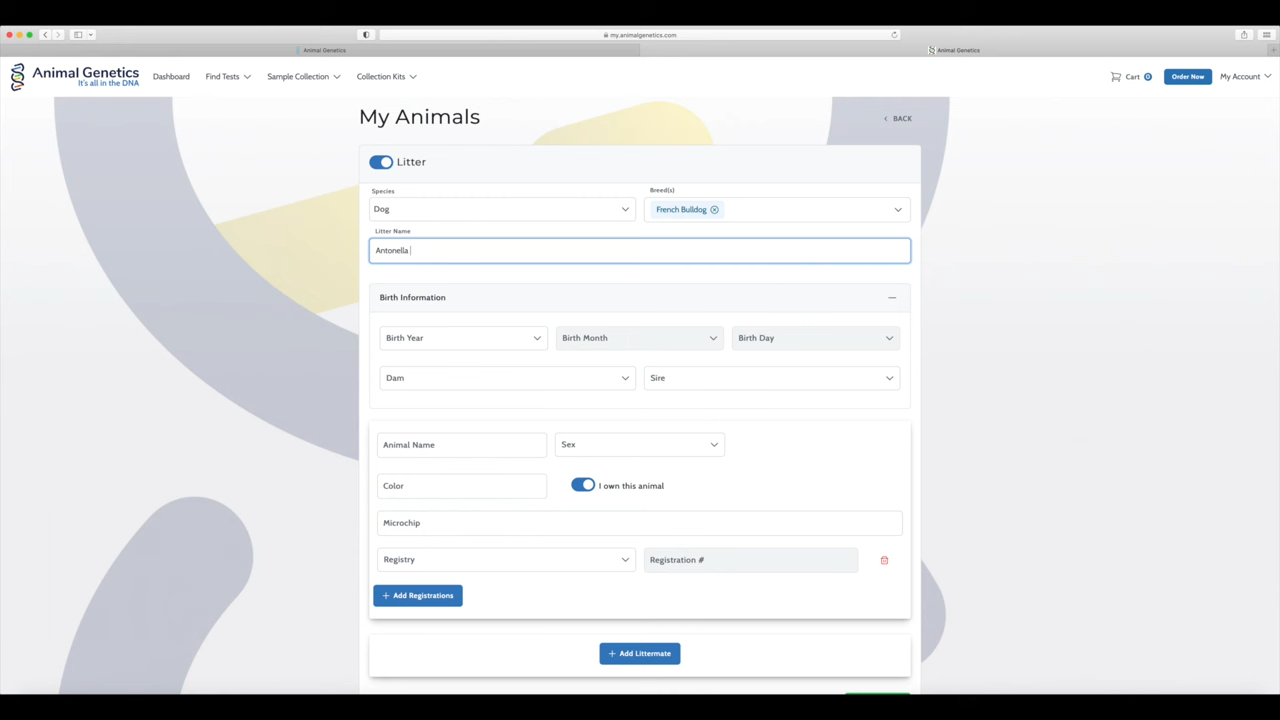 my.animalgenetics.com
Animal Genetics
Animal Genetics
Animal Genetics
It's all in the DNA
Dashboard
Find Tests
Sample Collection
Collection Kits
Cart 0
Order Now
My Account
My Animals
BACK
Litter
Species
Breed(s)
Dog
French Bulldog
Litter Name
Antonella
Birth Information
Birth Year
Birth Month
Birth Day
Dam
Sire
Animal Name
Sex
Color
I own this animal
Microchip
Registry
Registration #
+ Add Registrations
+ Add Littermate